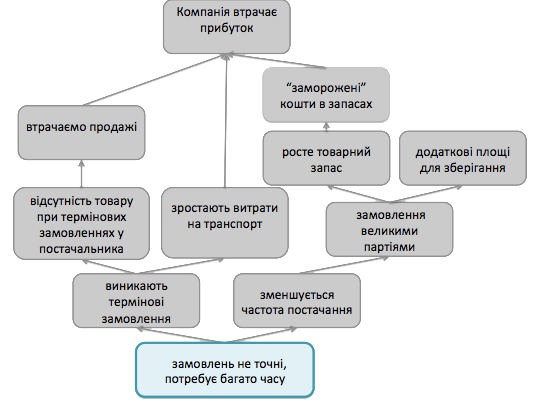 Компанія втрачає
прибуток
“заморожені”
кошти в запасах
втрачаємо продажі
росте товарний
запас
додаткові площі
для зберігання
відсутність товару
при термінових
замовленнях у
постачальника
зростають витрати
на транспорт
замовлення
великими
партіями
виникають
термінові
замовлення
зменшується
частота постачання
замовлень не точні,
потребує багато часу